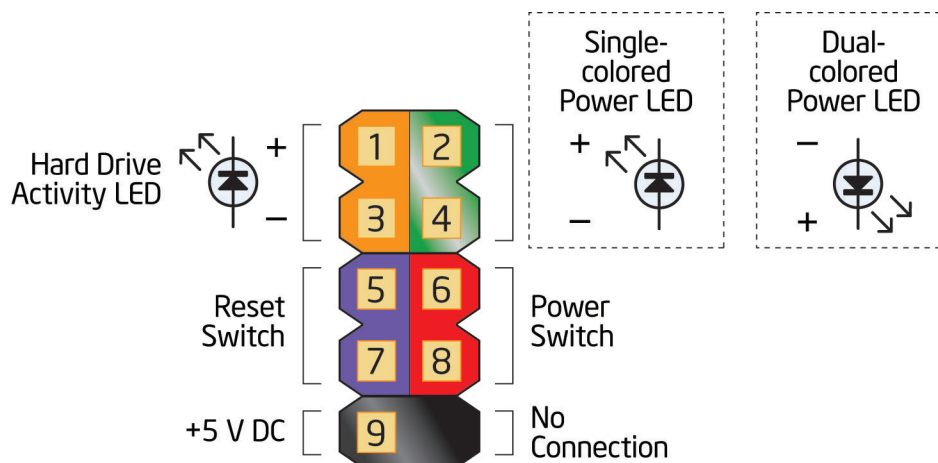 Single-
colored
Power LED
Dual-
colored
Power LED
Hard Drive
Activity LED
+
−
1 2
3 4
+
−
−
+
Reset
Switch
5 6
7 8
Power
Switch
+5 V DC
9
No
Connection